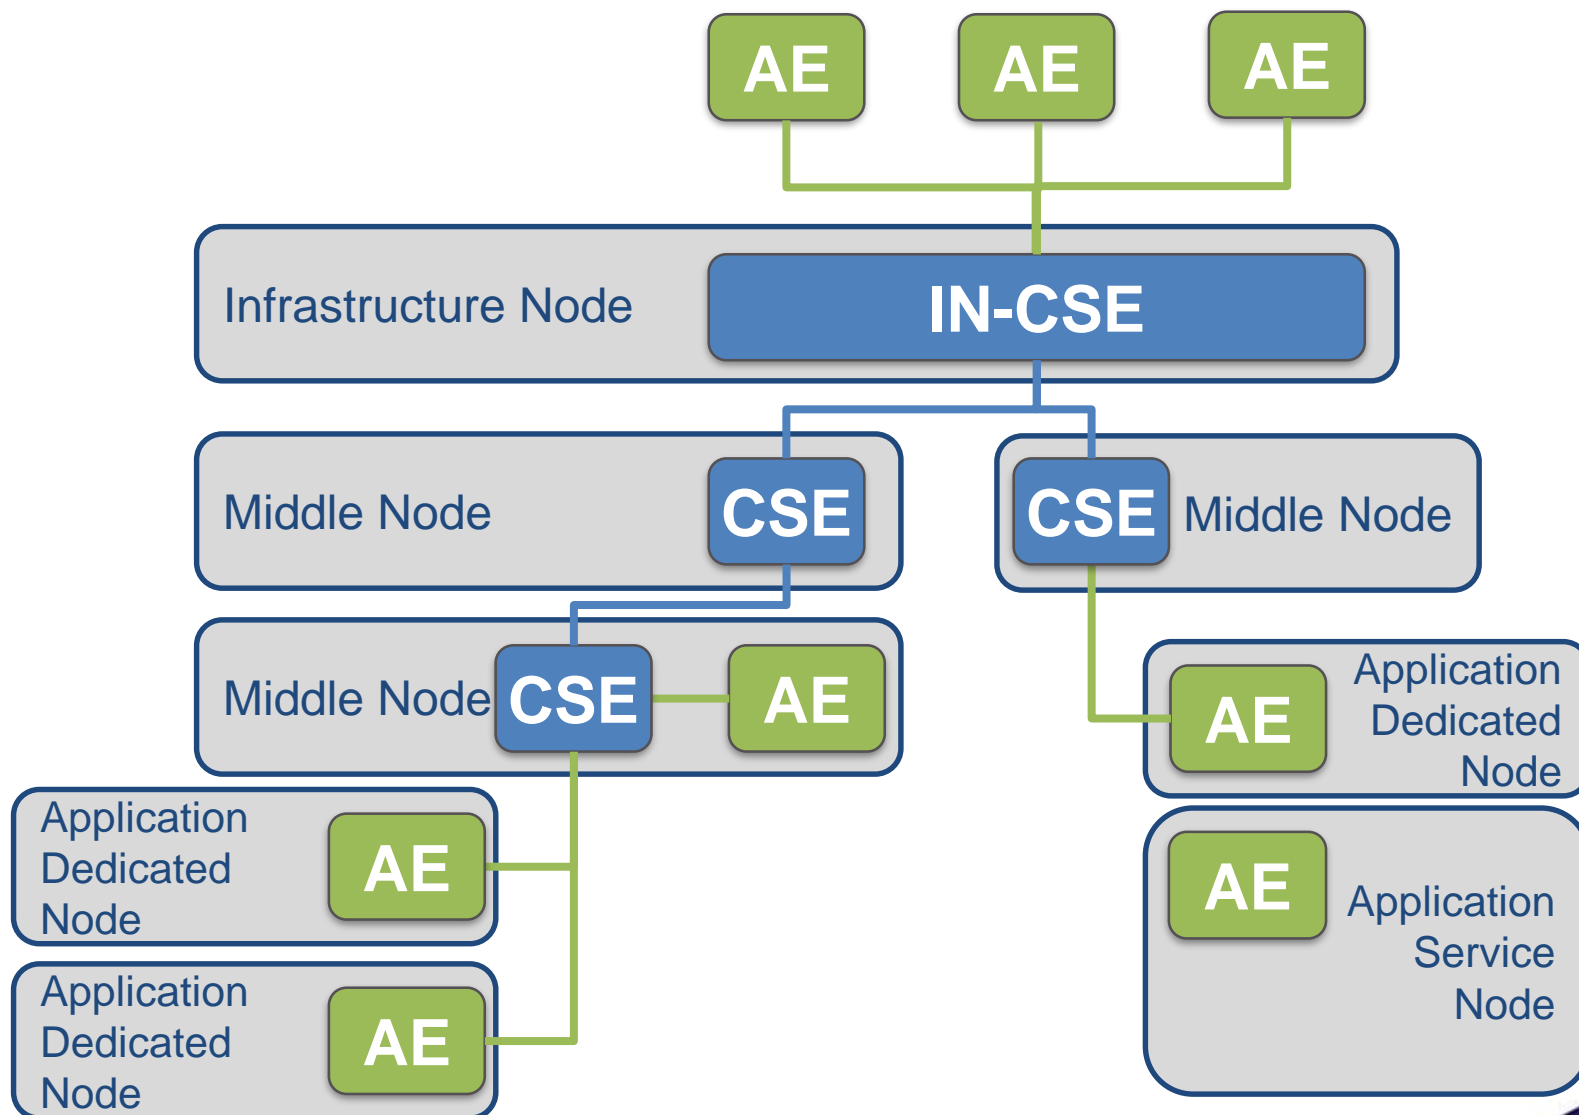 AE
AE
AE
Infrastructure Node
IN-CSE
Middle Node
CSE
CSE
Middle Node
Middle Node
CSE
AE
AE
Application
Dedicated
Node
Application
Dedicated
Node
AE
AE
Application
Service
Node
Application
Dedicated
Node
AE